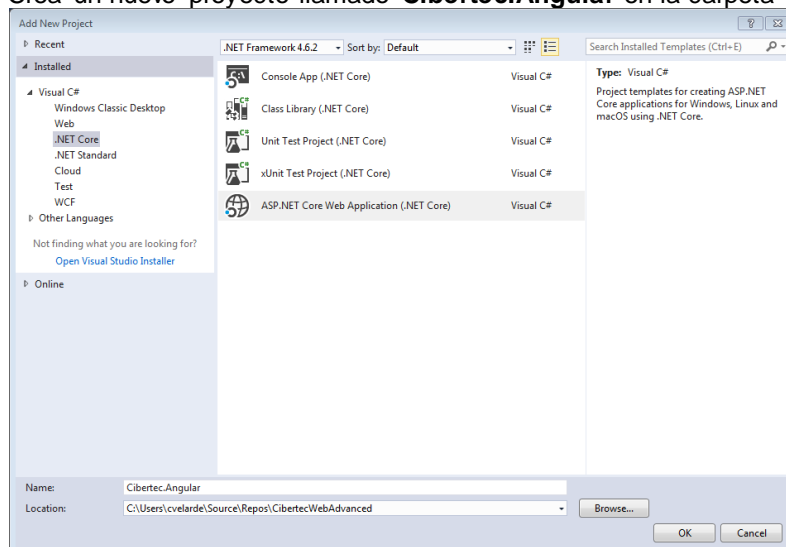 Crea un nuevo proyecto llamado "Cibertec.Angular" en la carpeta
Add New Project
Recent
.NET Framework 4.6.2
Sort by: Default
Search Installed Templates (Ctrl+E)
Installed
Visual C#
Windows Classic Desktop
Web
.NET Core
.NET Standard
Cloud
Test
WCF
Other Languages
Not finding what you are looking for?
Open Visual Studio Installer
Online
Console App (.NET Core) Visual C#
Class Library (.NET Core) Visual C#
Unit Test Project (.NET Core) Visual C#
xUnit Test Project (.NET Core) Visual C#
ASP.NET Core Web Application (.NET Core) Visual C#
Type: Visual C#
Project templates for creating ASP.NET
Core applications for Windows, Linux and
macOS using .NET Core.
Name: Cibertec.Angular
Location: C:\Users\cvelarde\Source\Repos\CibertecWebAdvanced
Browse...
OK Cancel